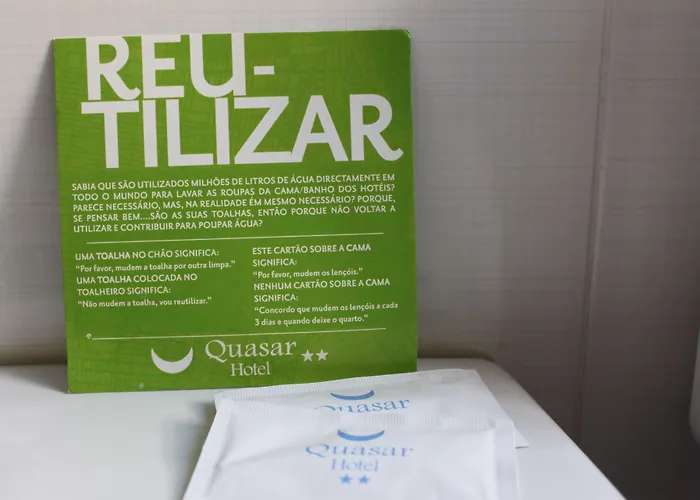 REU-
TILIZAR
SABIA QUE SÃO UTILIZADOS MILHÕES DE LITROS DE ÁGUA DIRECTAMENTE EM
TODO O MUNDO PARA LAVAR AS ROUPAS DA CAMA/BANHO DOS HOTÉIS?
PARECE NECESSÁRIO, MAS, NA REALIDADE ÉM MESMO NECESSÁRIO? PORQUE,
SE PENSAR BEM....SÃO AS SUAS TOALHAS, ENTÃO PORQUE NÃO VOLTAR A
UTILIZAR E CONTRIBUIR PARA POUPAR ÁGUA?
UMA TOALHA NO CHÃO SIGNIFICA:
“Por favor, mudem a toalha por outra limpa.”
UMA TOALHA COLOCADA NO
TOALHEIRO SIGNIFICA:
“Não mudem a toalha, vou reutilizar.”
ESTE CARTÃO SOBRE A CAMA
SIGNIFICA:
“Por favor, mudem os lençóis.”
NENHUM CARTÃO SOBRE A CAMA
SIGNIFICA:
“Concordo que mudem os lençóis a cada
3 dias e quando deixe o quarto.”
Quasar
Hotel
Quasar
Quasar
Hotel